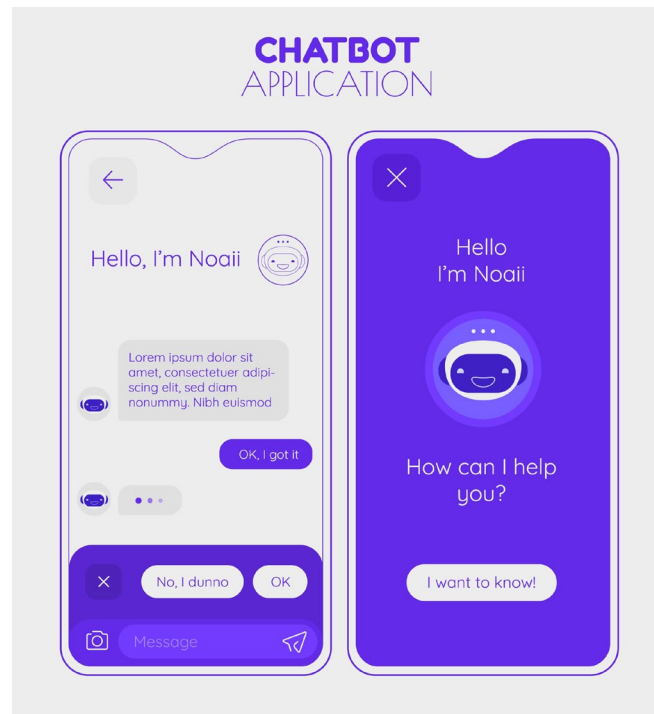 CHATBOT
APPLICATION
Hello, I'm Noaii
Lorem ipsum dolor sit
amet, consectetuer adipi-
scing elit, sed diam
nonummy. Nibh euismod
OK, I got it
No, I dunno
OK
Message
Hello
I'm Noaii
How can I help
you?
I want to know!